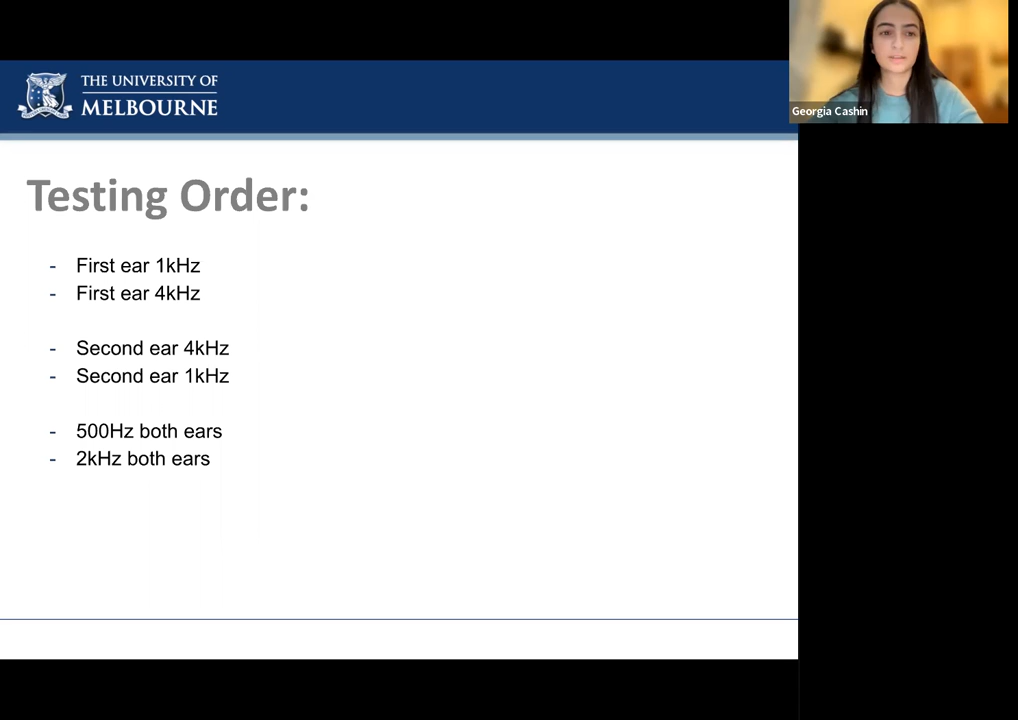 THE UNIVERSITY OF
MELBOURNE
Georgia Cashin
Testing Order:
- First ear 1kHz
- First ear 4kHz
- Second ear 4kHz
- Second ear 1kHz
- 500Hz both ears
- 2kHz both ears